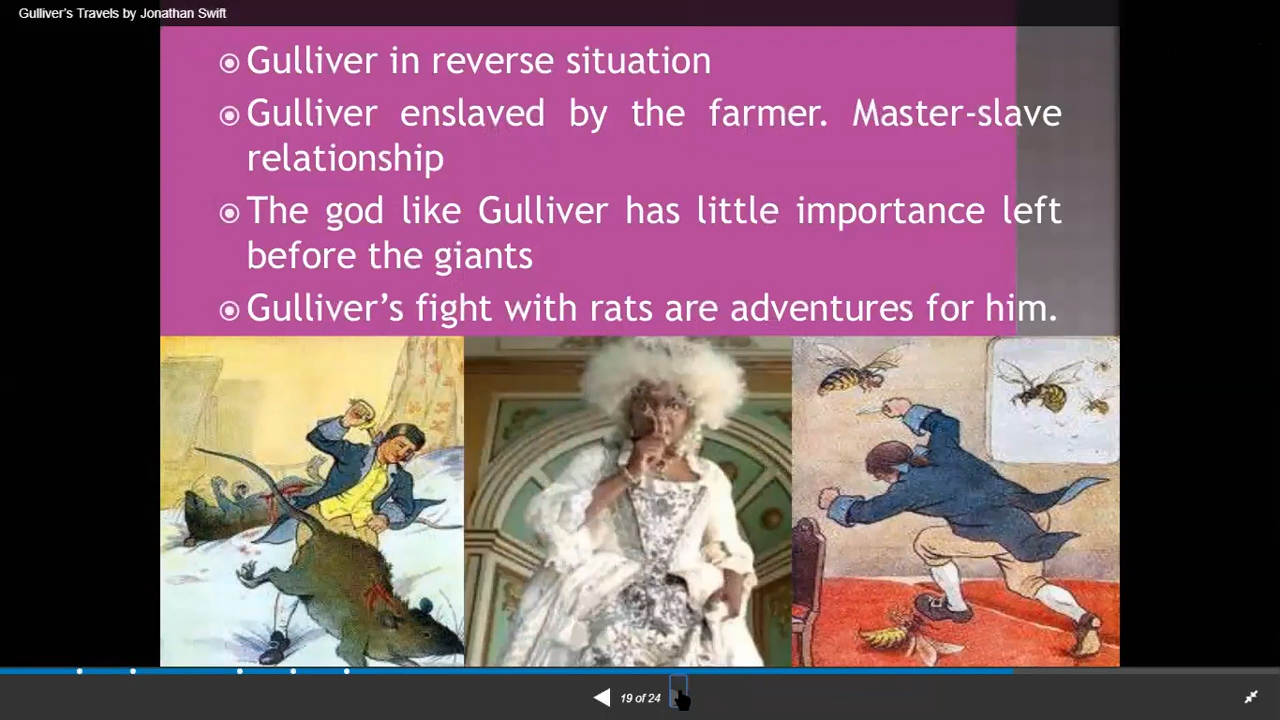 Gulliver's Travels by Jonathan Swift
Gulliver in reverse situation
Gulliver enslaved by the farmer. Master-slave
relationship
The god like Gulliver has little importance left
before the giants
Gulliver’s fight with rats are adventures for him.
19 of 24